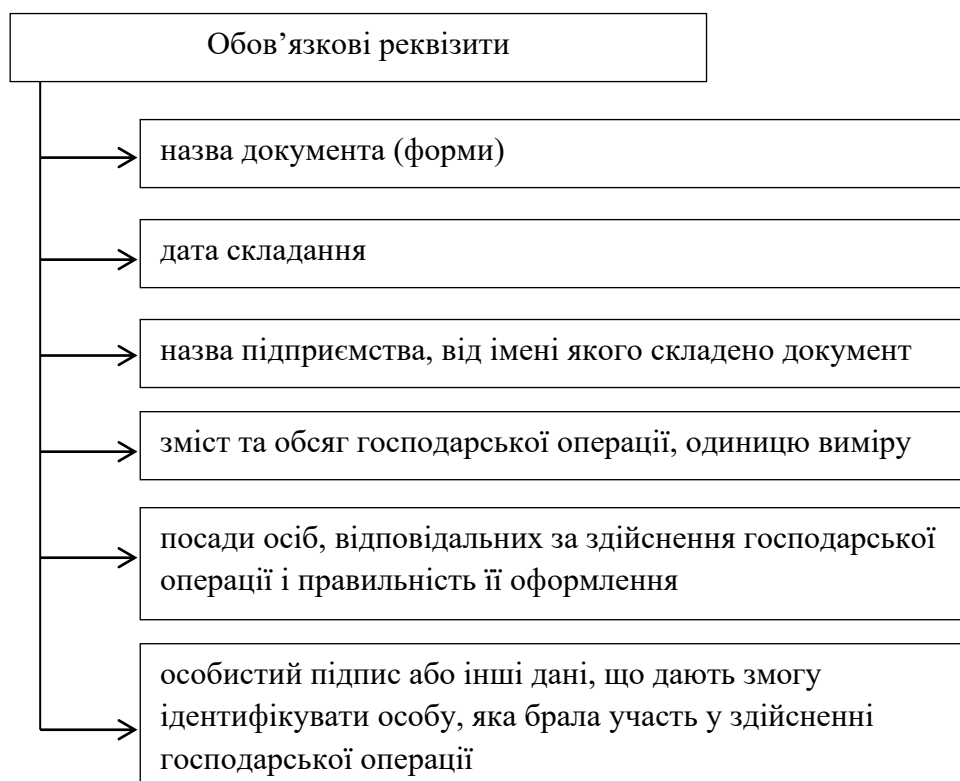 Обов’язкові реквізити
назва документа (форми)
дата складання
назва підприємства, від імені якого складено документ
зміст та обсяг господарської операції, одиницю виміру
посади осіб, відповідальних за здійснення господарської
операції і правильність її оформлення
особистий підпис або інші дані, що дають змогу
ідентифікувати особу, яка брала участь у здійсненні
господарської операції